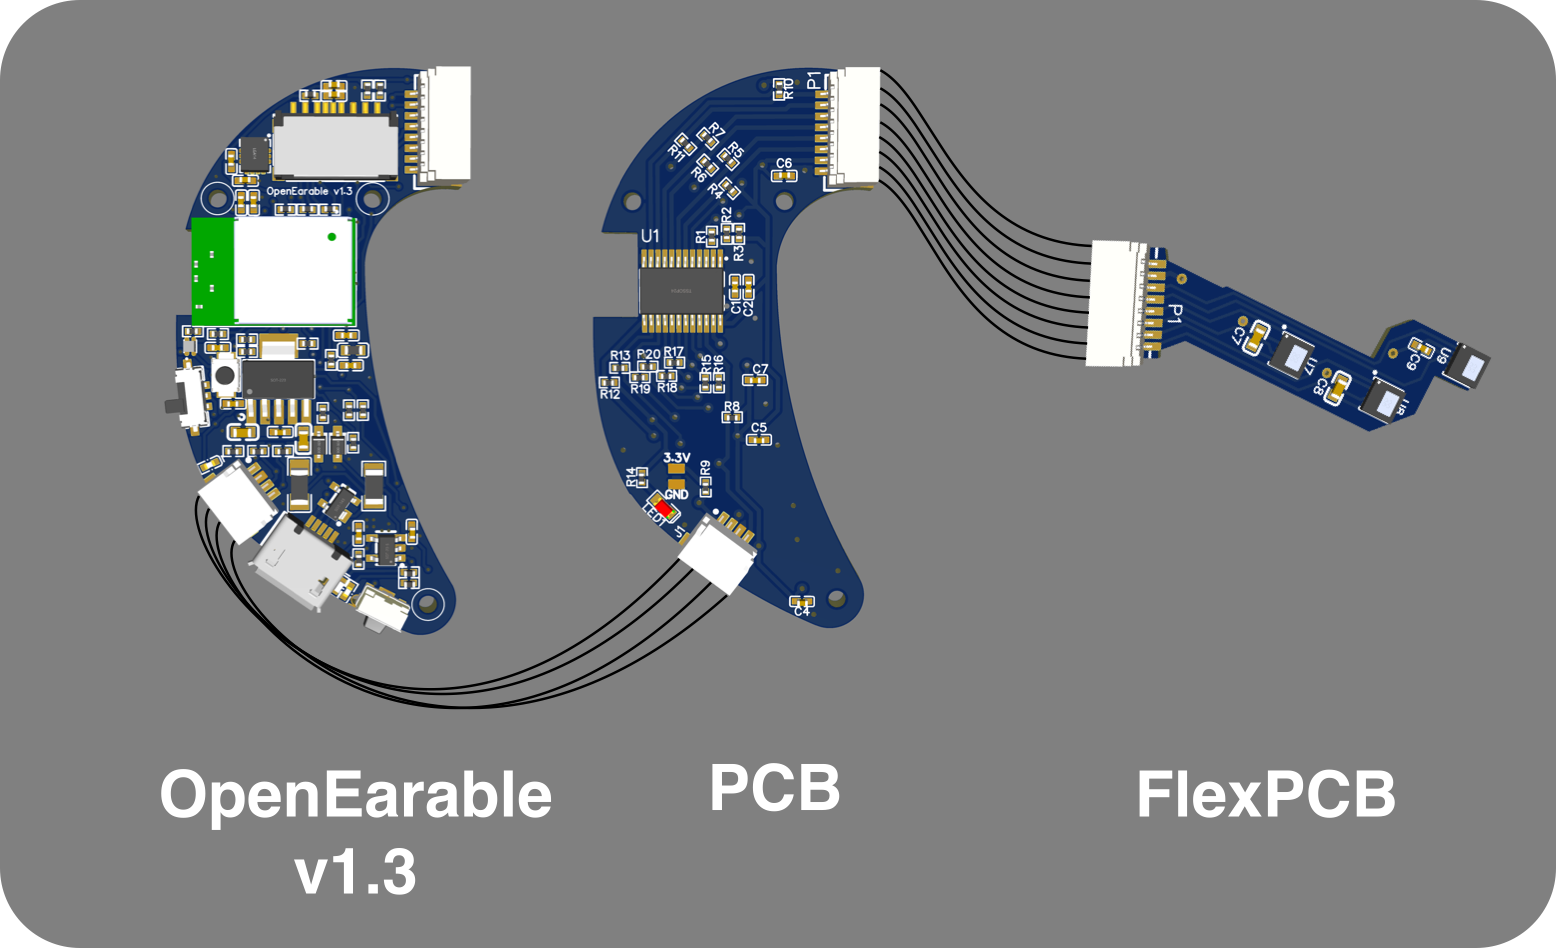 OpenEarable v1.3
P1
R10
R7
R11
R5
R6
R4
C6
R2
R1
R3
U1
C1
C2
R13
P20
R17
R15
R16
R12
R19
R18
C7
R8
C5
3.3V
R14
R9
GND
LED1
J1
C4
P1
C7
U7
C8
U8
C9
U9
OpenEarable
v1.3
PCB
FlexPCB